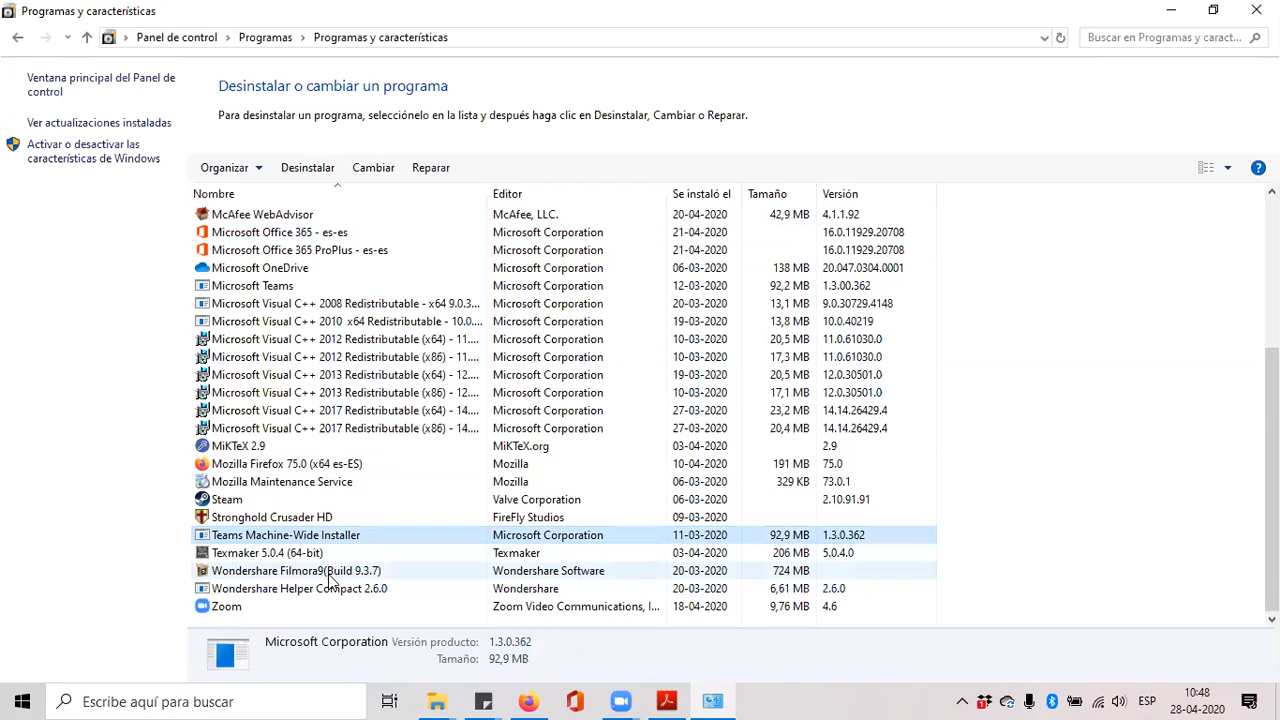 Programas y características
Panel de control > Programas > Programas y características
Buscar en Programas y caract...
Ventana principal del Panel de
control
Ver actualizaciones instaladas
Activar o desactivar las
características de Windows
Desinstalar o cambiar un programa
Para desinstalar un programa, selecciónelo en la lista y después haga clic en Desinstalar, Cambiar o Reparar.
Organizar Desinstalar Cambiar Reparar
Nombre Editor Se instaló el Tamaño Versión
McAfee WebAdvisor McAfee, LLC. 20-04-2020 42,9 MB 4.1.1.92
Microsoft Office 365 - es-es Microsoft Corporation 21-04-2020 16.0.11929.20708
Microsoft Office 365 ProPlus - es-es Microsoft Corporation 21-04-2020 16.0.11929.20708
Microsoft OneDrive Microsoft Corporation 06-03-2020 138 MB 20.047.0304.0001
Microsoft Teams Microsoft Corporation 12-03-2020 92,2 MB 1.3.00.362
Microsoft Visual C++ 2008 Redistributable - x64 9.0.3... Microsoft Corporation 20-03-2020 13,1 MB 9.0.30729.4148
Microsoft Visual C++ 2010 x64 Redistributable - 10.0.... Microsoft Corporation 19-03-2020 13,8 MB 10.0.40219
Microsoft Visual C++ 2012 Redistributable (x64) - 11.... Microsoft Corporation 10-03-2020 20,5 MB 11.0.61030.0
Microsoft Visual C++ 2012 Redistributable (x86) - 11.... Microsoft Corporation 10-03-2020 17,3 MB 11.0.61030.0
Microsoft Visual C++ 2013 Redistributable (x64) - 12.... Microsoft Corporation 10-03-2020 20,5 MB 12.0.30501.0
Microsoft Visual C++ 2013 Redistributable (x86) - 12.... Microsoft Corporation 10-03-2020 17,1 MB 12.0.30501.0
Microsoft Visual C++ 2017 Redistributable (x64) - 14.... Microsoft Corporation 27-03-2020 23,2 MB 14.14.26429.4
Microsoft Visual C++ 2017 Redistributable (x86) - 14.... Microsoft Corporation 27-03-2020 20,4 MB 14.14.26429.4
MiKTeX 2.9 MiKTeX.org 03-04-2020 2.9
Mozilla Firefox 75.0 (x64 es-ES) Mozilla 10-04-2020 191 MB 75.0
Mozilla Maintenance Service Mozilla 06-03-2020 329 KB 73.0.1
Steam Valve Corporation 06-03-2020 2.10.91.91
Stronghold Crusader HD FireFly Studios 09-03-2020
Teams Machine-Wide Installer Microsoft Corporation 11-03-2020 92,9 MB 1.3.0.362
Texmaker 5.0.4 (64-bit) Texmaker 03-04-2020 206 MB 5.0.4.0
Wondershare Filmora9(Build 9.3.7) Wondershare Software 20-03-2020 724 MB
Wondershare Helper Compact 2.6.0 Wondershare 20-03-2020 6,61 MB 2.6.0
Zoom Zoom Video Communications, I... 18-04-2020 9,76 MB 4.6
Microsoft Corporation Versión producto: 1.3.0.362
Tamaño: 92,9 MB
Escribe aquí para buscar
ESP
10:48
28-04-2020